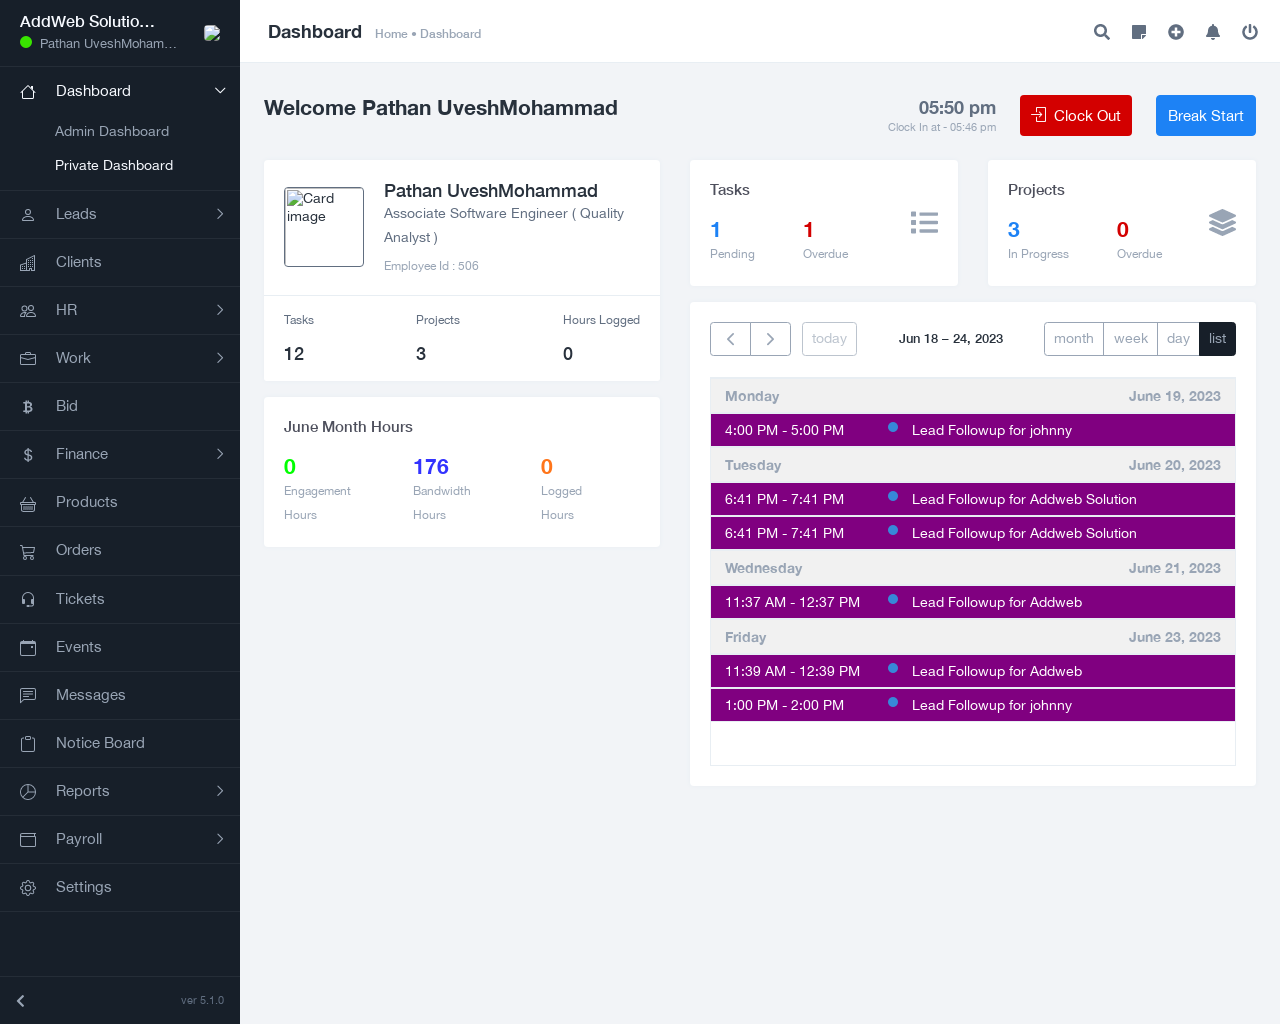 AddWeb Solutio…
Pathan UveshMoham…
Dashboard
Admin Dashboard
Private Dashboard
Leads
Clients
HR
Work
Bid
Finance
Products
Orders
Tickets
Events
Messages
Notice Board
Reports
Payroll
Settings
ver 5.1.0
Dashboard Home • Dashboard
Welcome Pathan UveshMohammad
05:50 pm
Clock In at - 05:46 pm
Clock Out
Break Start
Card image
Pathan UveshMohammad
Associate Software Engineer ( Quality
Analyst )
Employee Id : 506
Tasks Projects Hours Logged
12 3 0
June Month Hours
0 176 0
Engagement Bandwidth Logged
Hours Hours Hours
Tasks
1 1
Pending Overdue
Projects
3 0
In Progress Overdue
today Jun 18 – 24, 2023 month week day list
Monday June 19, 2023
4:00 PM - 5:00 PM Lead Followup for johnny
Tuesday June 20, 2023
6:41 PM - 7:41 PM Lead Followup for Addweb Solution
6:41 PM - 7:41 PM Lead Followup for Addweb Solution
Wednesday June 21, 2023
11:37 AM - 12:37 PM Lead Followup for Addweb
Friday June 23, 2023
11:39 AM - 12:39 PM Lead Followup for Addweb
1:00 PM - 2:00 PM Lead Followup for johnny